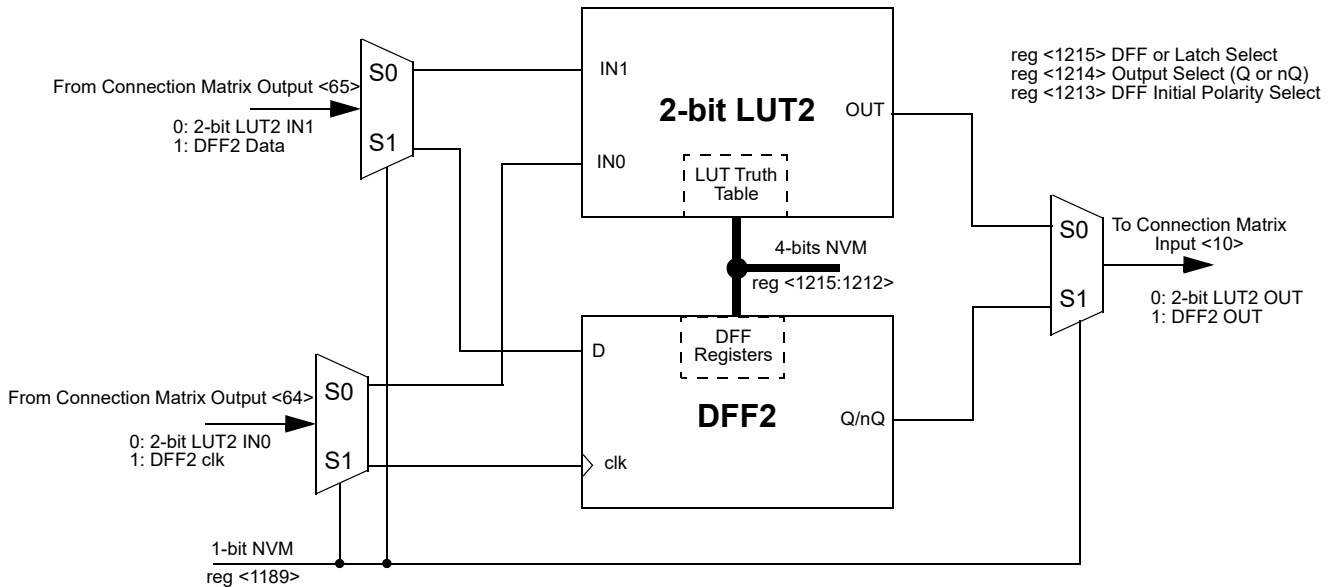 reg <1215> DFF or Latch Select
reg <1214> Output Select (Q or nQ)
reg <1213> DFF Initial Polarity Select
From Connection Matrix Output <65>
0: 2-bit LUT2 IN1
1: DFF2 Data
S0
S1
IN1
IN0
2-bit LUT2
OUT
LUT Truth
Table
4-bits NVM
reg <1215:1212>
S0
S1
To Connection Matrix
Input <10>
0: 2-bit LUT2 OUT
1: DFF2 OUT
From Connection Matrix Output <64>
0: 2-bit LUT2 IN0
1: DFF2 clk
S0
S1
D
clk
DFF
Registers
DFF2
Q/nQ
1-bit NVM
reg <1189>